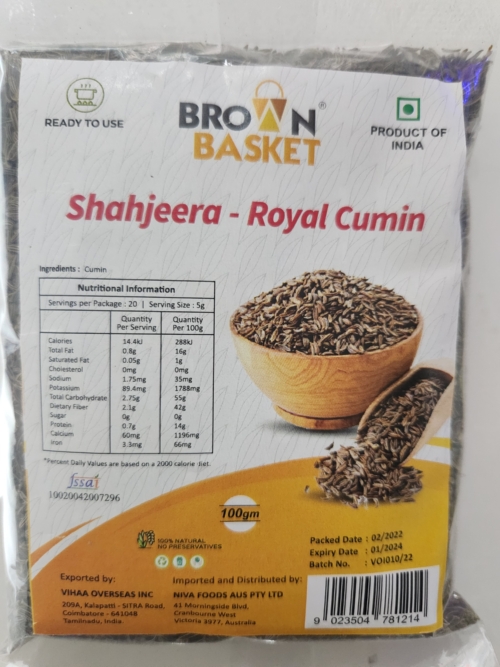 READY TO USE
BROWN®
BASKET
PRODUCT OF
INDIA
Shahjeera - Royal Cumin
Ingredients : Cumin
Nutritional Information
Servings per Package : 20 | Serving Size : 5g
Quantity Per Serving Quantity Per 100g
Calories 14.4kJ 288kJ
Total Fat 0.8g 16g
Saturated Fat 0.05g 1g
Cholesterol 0mg 0mg
Sodium 1.75mg 35mg
Potassium 89.4mg 1788mg
Total Carbohydrate 2.75g 55g
Dietary Fiber 2.1g 42g
Sugar 0g 0g
Protein 0.7g 14g
Calcium 60mg 1196mg
Iron 3.3mg 66mg
*Percent Daily Values are based on a 2000 calorie diet.
fssai
10020042007296
100gm
100% NATURAL
NO PRESERVATIVES
Packed Date : 02/2022
Expiry Date : 01/2024
Batch No. : VOI010/22
Exported by:
VIHAA OVERSEAS INC
209A, Kalapatti - SITRA Road,
Coimbatore - 641048
Tamilnadu, India.
Imported and Distributed by:
NIVA FOODS AUS PTY LTD
41 Morningside Blvd,
Cranbourne West
Victoria 3977, Australia
9 023504 781214